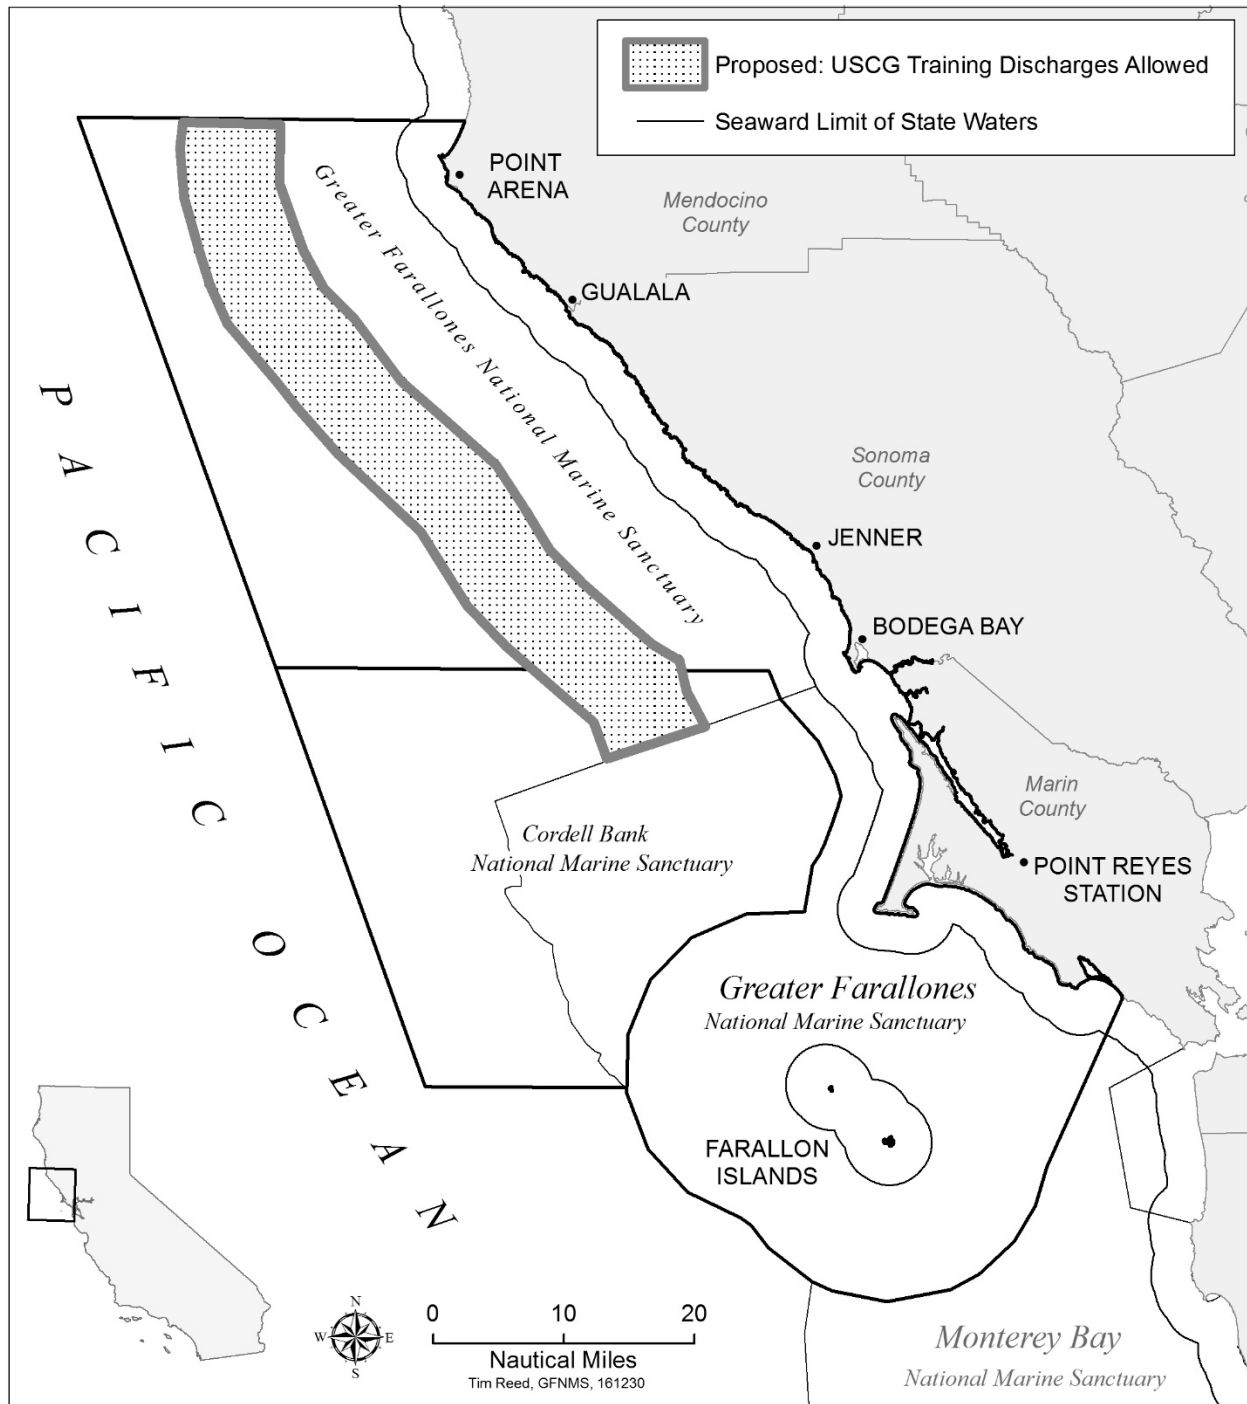 Proposed: USCG Training Discharges Allowed
Seaward Limit of State Waters
POINT
ARENA
Mendocino
County
Greater Farallones National Marine Sanctuary
GUALALA
PACIFIC OCEAN
Sonoma
County
JENNER
BODEGA BAY
Marin
County
Cordell Bank
National Marine Sanctuary
POINT REYES
STATION
Greater Farallones
National Marine Sanctuary
FARALLON
ISLANDS
N
W
E
S
0 10 20
Nautical Miles
Tim Reed, GFNMS, 161230
Monterey Bay
National Marine Sanctuary